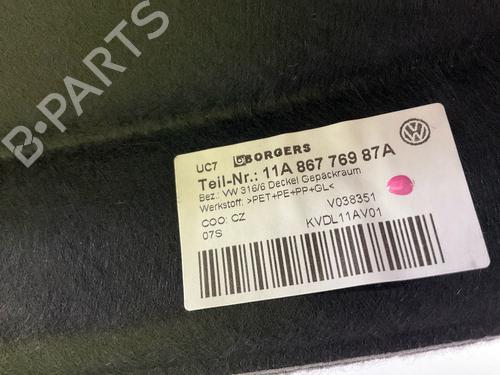 UC7 BORGERS
Teil-Nr.: 11A 867 769 87A
Bez.: VW 316/6 Deckel Gepäckraum
Werkstoff: >PET+PE+PP+GL<
COO: CZ V038351
07S KVDL11AV01
B-PARTS